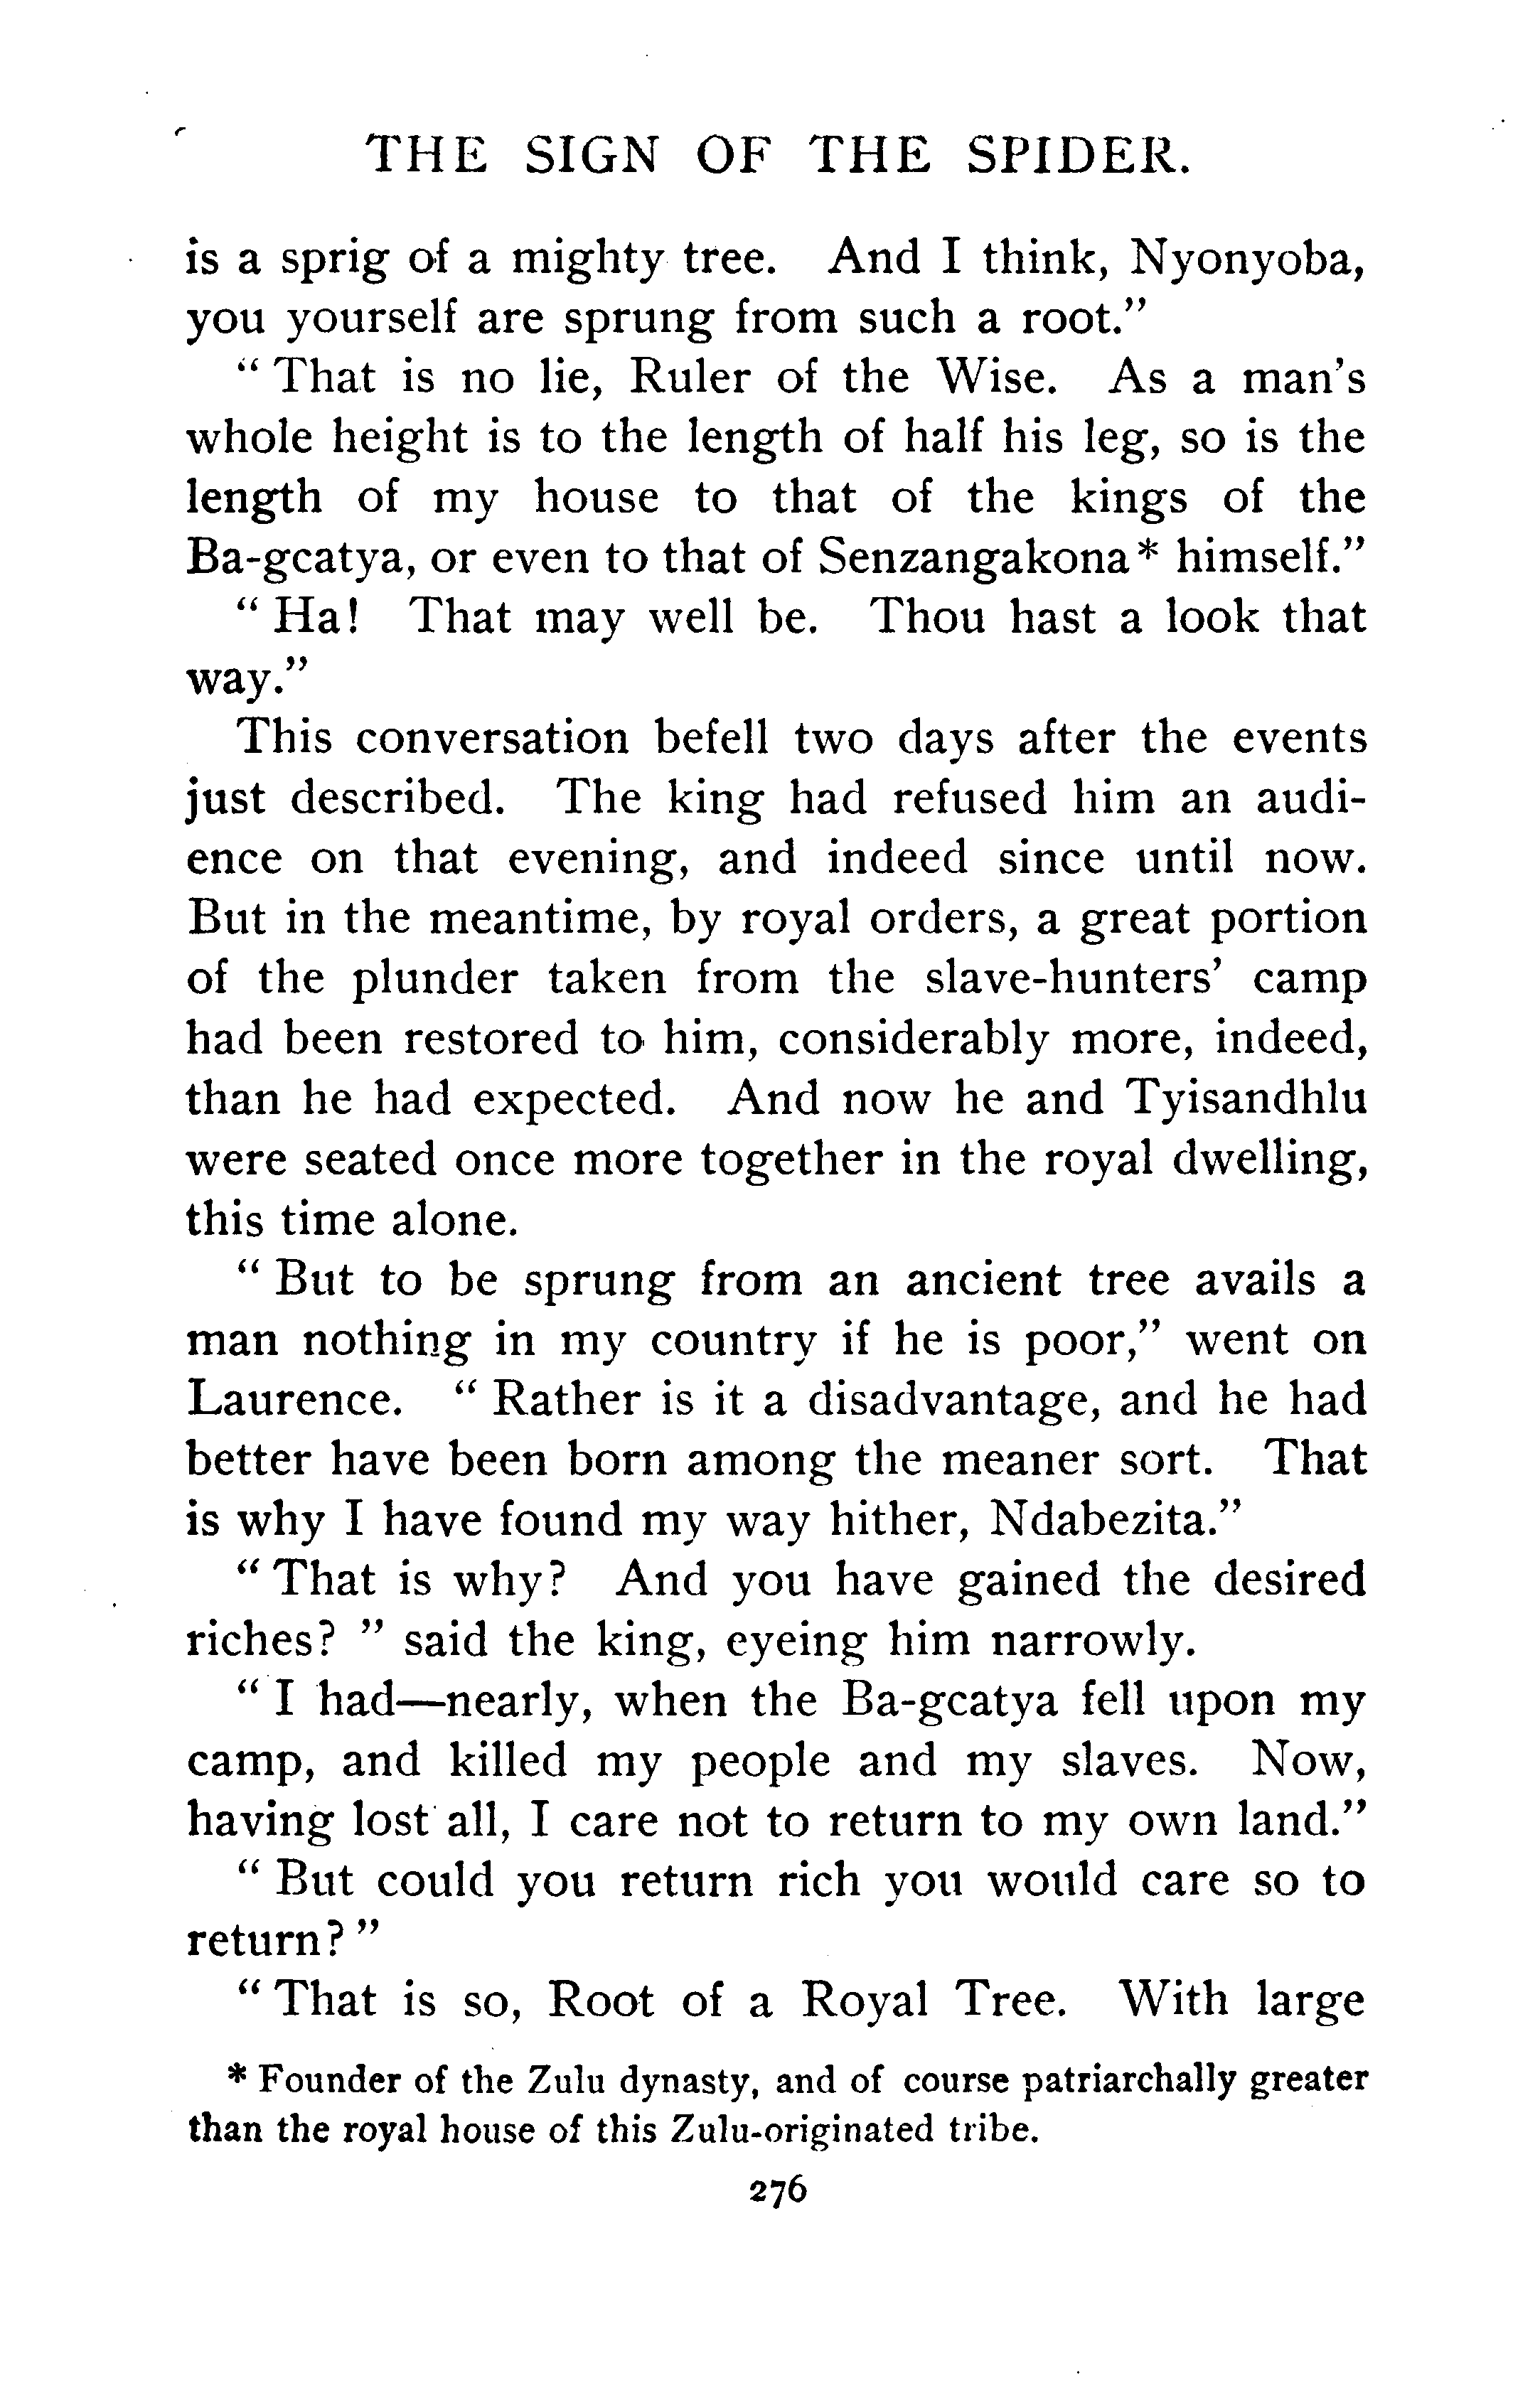 THE SIGN OF THE SPIDER.
is a sprig of a mighty tree. And I think, Nyonyoba,
you yourself are sprung from such a root.”
“ That is no lie, Ruler of the Wise. As a man’s
whole height is to the length of half his leg, so is the
length of my house to that of the kings of the
Ba-gcatya, or even to that of Senzangakona* himself.”
“ Ha! That may well be. Thou hast a look that
way.”
This conversation befell two days after the events
just described. The king had refused him an audi-
ence on that evening, and indeed since until now.
But in the meantime, by royal orders, a great portion
of the plunder taken from the slave-hunters’ camp
had been restored to him, considerably more, indeed,
than he had expected. And now he and Tyisandhlu
were seated once more together in the royal dwelling,
this time alone.
“ But to be sprung from an ancient tree avails a
man nothing in my country if he is poor,” went on
Laurence. “ Rather is it a disadvantage, and he had
better have been born among the meaner sort. That
is why I have found my way hither, Ndabezita.”
“ That is why? And you have gained the desired
riches? ” said the king, eyeing him narrowly.
“ I had—nearly, when the Ba-gcatya fell upon my
camp, and killed my people and my slaves. Now,
having lost all, I care not to return to my own land.”
“ But could you return rich you would care so to
return? ”
“ That is so, Root of a Royal Tree. With large
* Founder of the Zulu dynasty, and of course patriarchally greater
than the royal house of this Zulu-originated tribe.
276